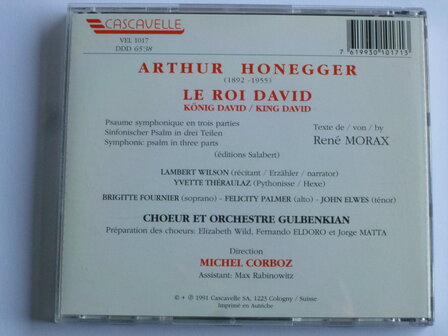 CASCAVELLE
VEL 1017
DDD 65'38
7 619930 101713
ARTHUR HONEGGER
(1892 -1955)
LE ROI DAVID
KÖNIG DAVID / KING DAVID
Psaume symphonique en trois parties
Sinfonischer Psalm in drei Teilen
Symphonic psalm in three parts
Texte de / von / by
René MORAX
(éditions Salabert)
LAMBERT WILSON (récitant / Erzähler / narrator)
YVETTE THÉRAULAZ (Pythonisse / Hexe)
BRIGITTE FOURNIER (soprano) - FELICITY PALMER (alto) - JOHN ELWES (ténor)
CHOEUR ET ORCHESTRE GULBENKIAN
Préparation des choeurs: Elizabeth Wild, Fernando ELDORO et Jorge MATTA
Direction
MICHEL CORBOZ
Assistant: Max Rabinowitz
© + ℗ 1991 Cascavelle SA, 1223 Cologny / Suisse
Imprimé en Autriche